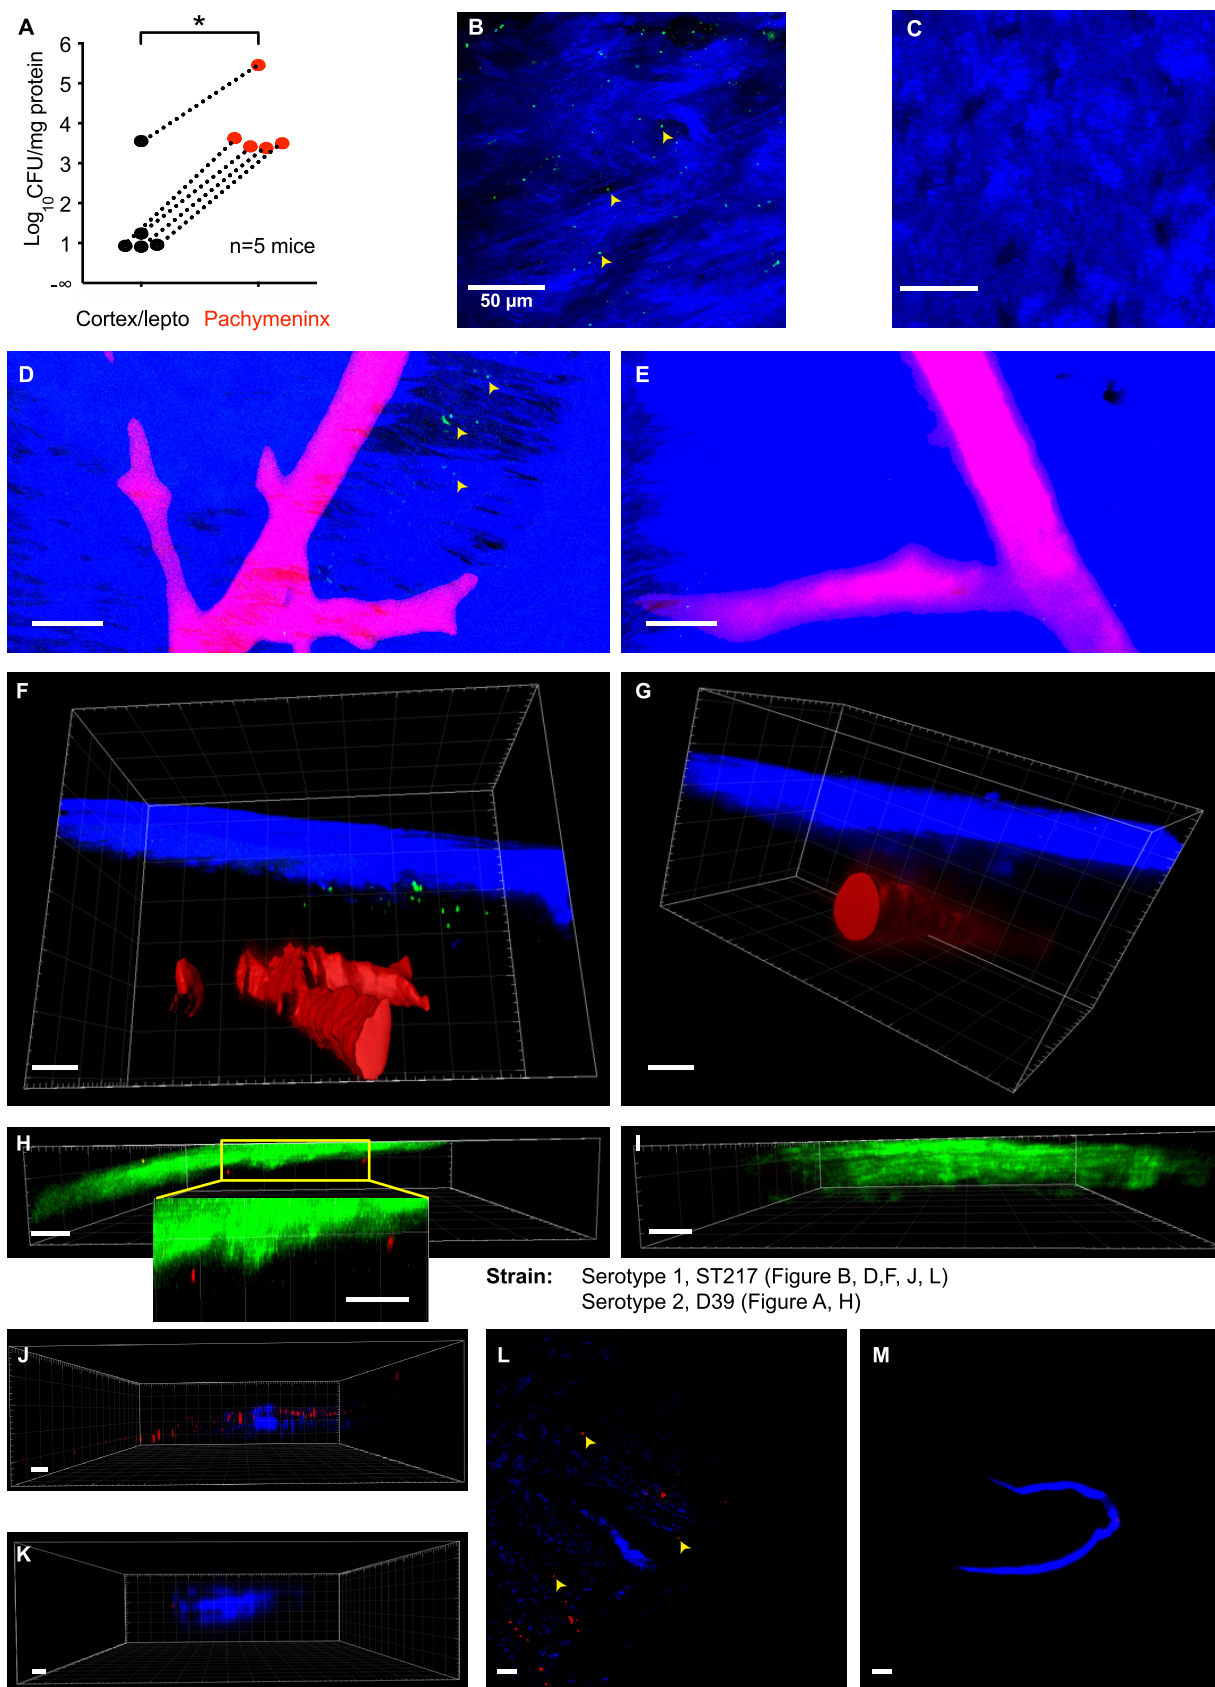 A
*
6
5
4
3
2
1
-∞
Log10CFU/mg protein
n=5 mice
Cortex/lepto Pachymeninx
B
50 µm
C
D
E
F
G
H
I
Strain: Serotype 1, ST217 (Figure B, D,F, J, L)
Serotype 2, D39 (Figure A, H)
J
K
L
M